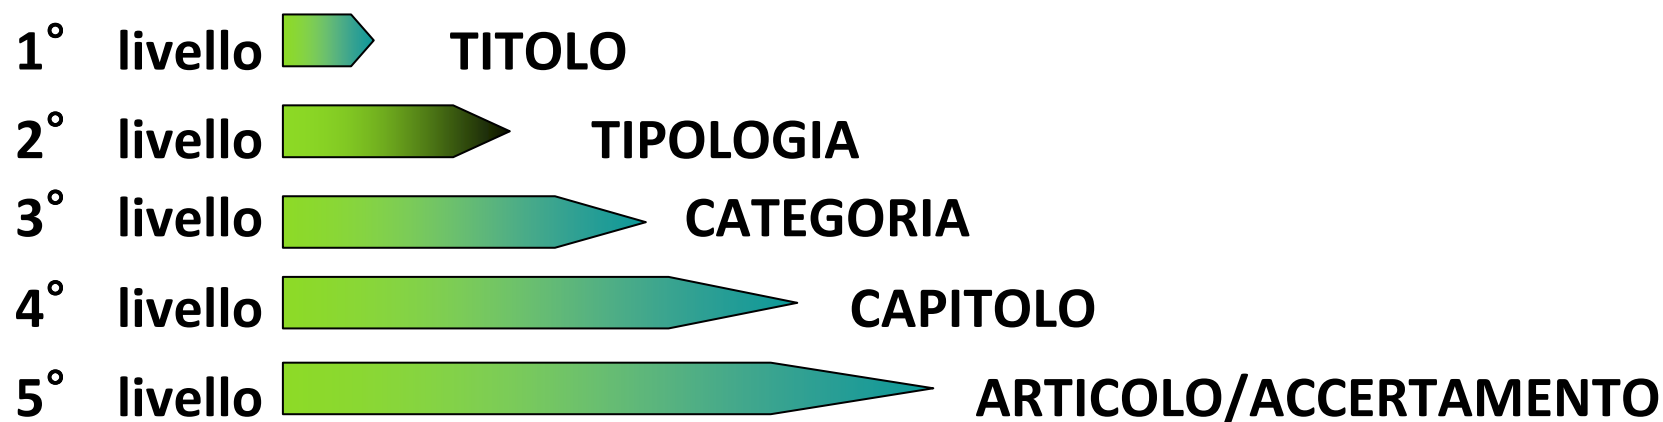 1° livello TITOLO
2° livello TIPOLOGIA
3° livello CATEGORIA
4° livello CAPITOLO
5° livello ARTICOLO/ACCERTAMENTO